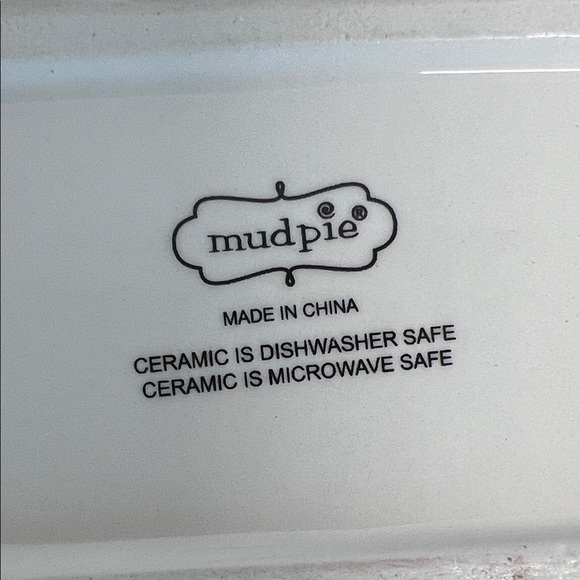 mudpie®
MADE IN CHINA
CERAMIC IS DISHWASHER SAFE
CERAMIC IS MICROWAVE SAFE